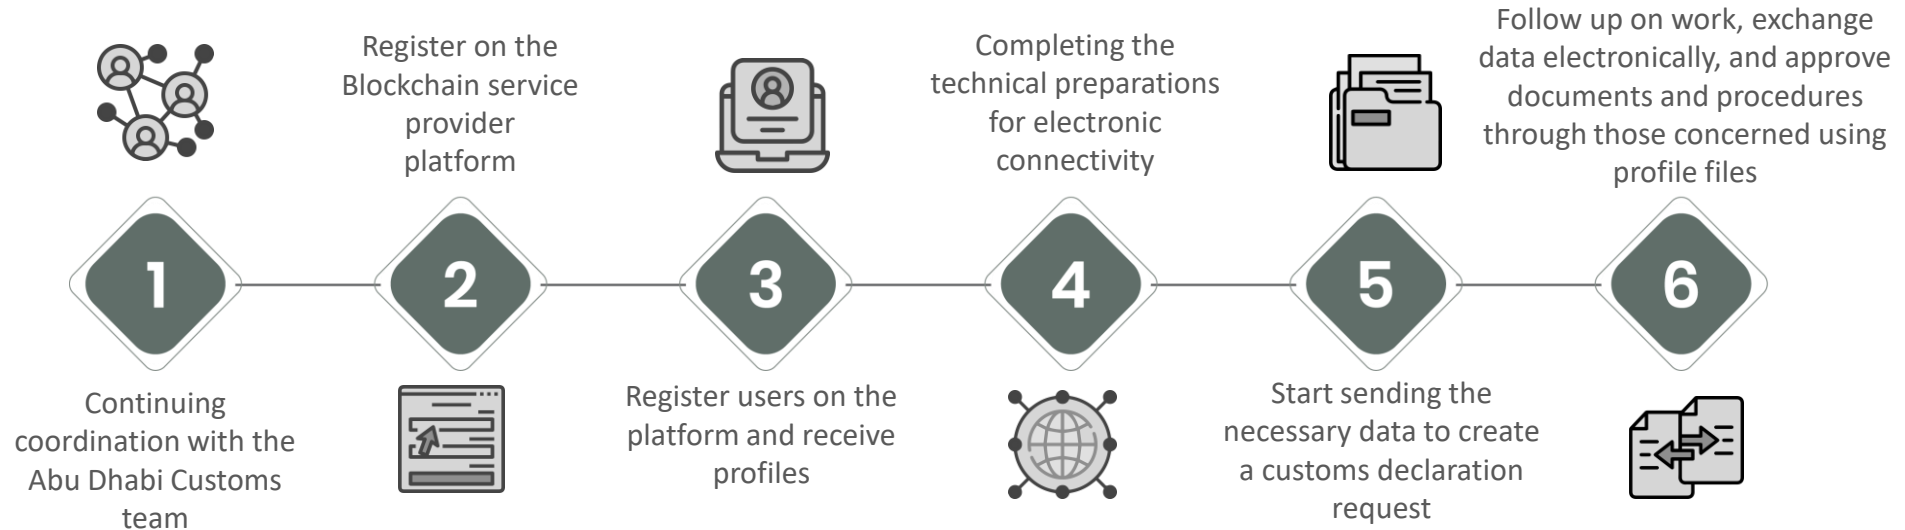 1
Continuing
coordination with the
Abu Dhabi Customs
team
Register on the
Blockchain service
provider
platform
2
3
Register users on the
platform and receive
profiles
Completing the
technical preparations
for electronic
connectivity
4
5
Start sending the
necessary data to create
a customs declaration
request
Follow up on work, exchange
data electronically, and approve
documents and procedures
through those concerned using
profile files
6